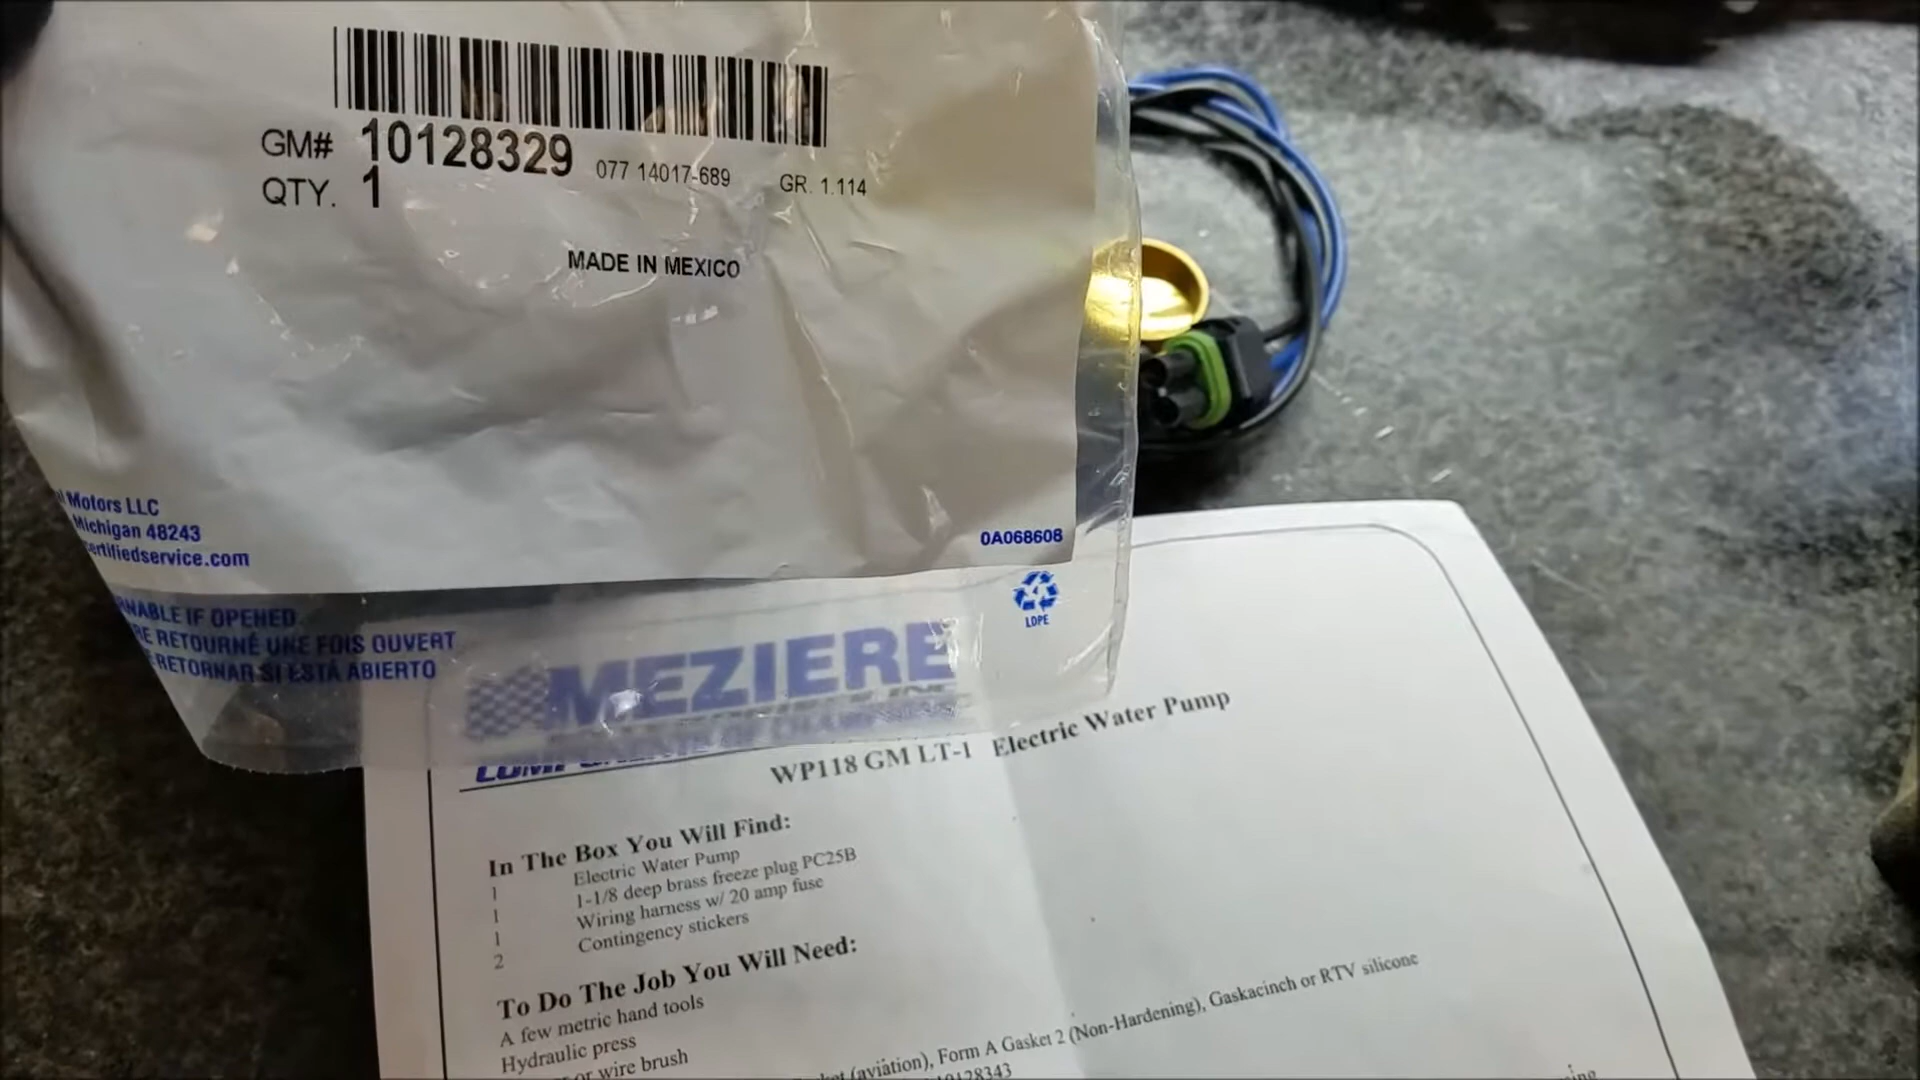 GM# 10128329 077 14017-689 GR. 1.114
QTY. 1
MADE IN MEXICO
Motors LLC
Michigan 48243
ertifiedservice.com
0A068608
NABLE IF OPENED
RE RETOURNÉ UNE FOIS OUVERT
RETORNAR SI ESTÁ ABIERTO
LDPE
MEZIERE
WP118 GM LT-1 Electric Water Pump
In The Box You Will Find:
1 Electric Water Pump
1 1-1/8 deep brass freeze plug PC25B
1 Wiring harness w/ 20 amp fuse
2 Contingency stickers
To Do The Job You Will Need:
A few metric hand tools
Hydraulic press
or wire brush
(aviation), Form A Gasket 2 (Non-Hardening), Gaskacinch or RTV silicone
10128343